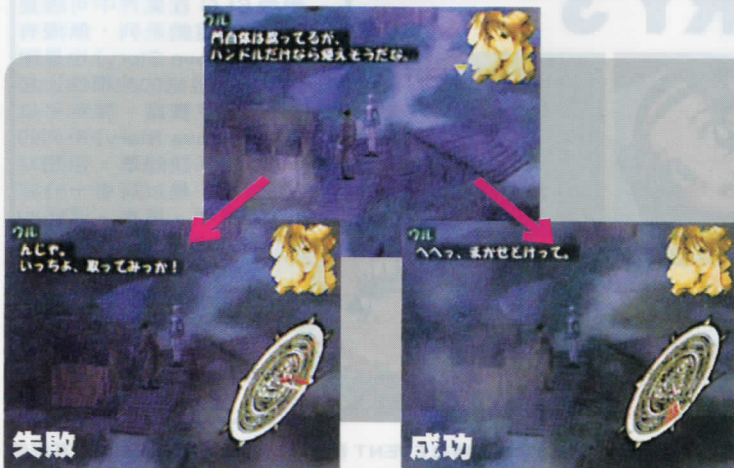 ウル
門自体は腐ってるが、
ハンドルだけなら使えそうだな。
ウル
んじゃ。
いっちょ、取ってみっか！
失敗
ウル
へへっ、まかせとけって。
成功